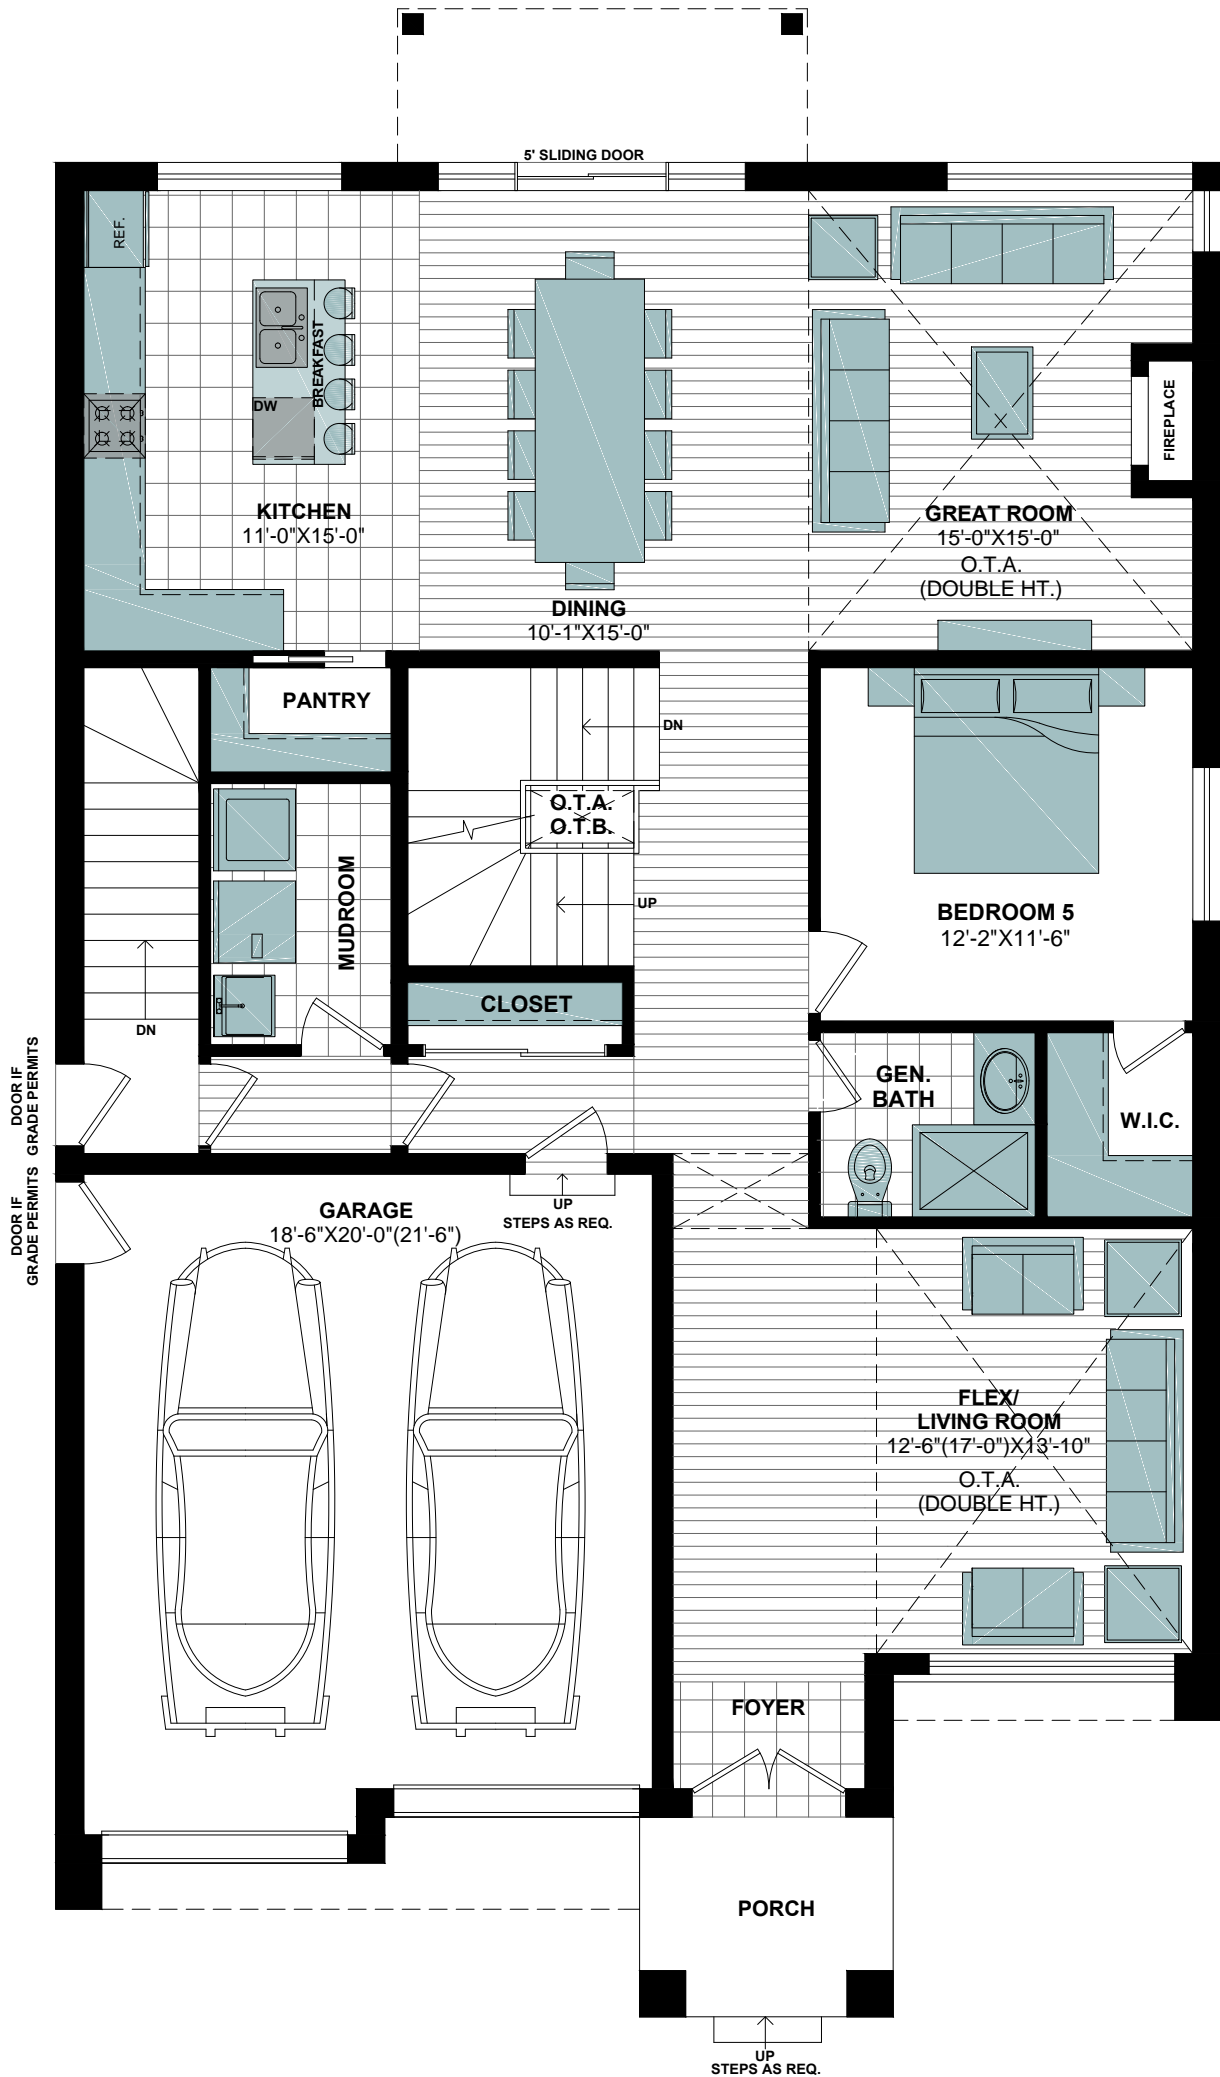 5' SLIDING DOOR
REF.
BREAKFAST
DW
KITCHEN
11'-0"X15'-0"
DINING
10'-1"X15'-0"
FIREPLACE
GREAT ROOM
15'-0"X15'-0"
O.T.A.
(DOUBLE HT.)
PANTRY
DN
O.T.A.
O.T.B.
UP
MUDROOM
BEDROOM 5
12'-2"X11'-6"
CLOSET
DN
DOOR IF
GRADE PERMITS
GEN.
BATH
W.I.C.
DOOR IF
GRADE PERMITS
GARAGE
18'-6"X20'-0"(21'-6")
UP
STEPS AS REQ.
FLEX/
LIVING ROOM
12'-6"(17'-0")X13'-10"
O.T.A.
(DOUBLE HT.)
FOYER
PORCH
UP
STEPS AS REQ.